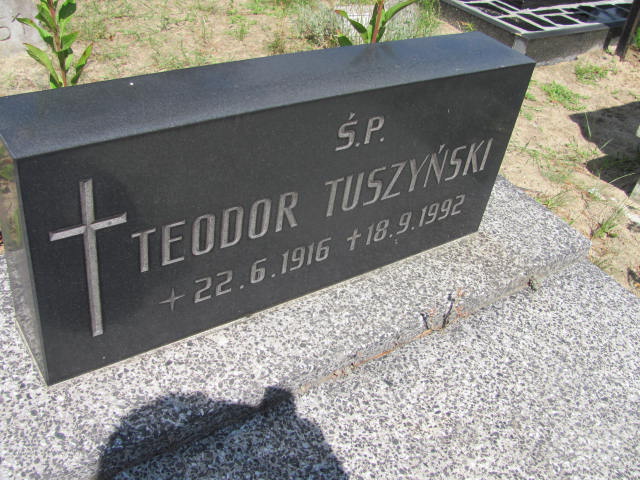 Ś.P.
TEODOR TUSZYŃSKI
+22.6.1916 +18.9.1992